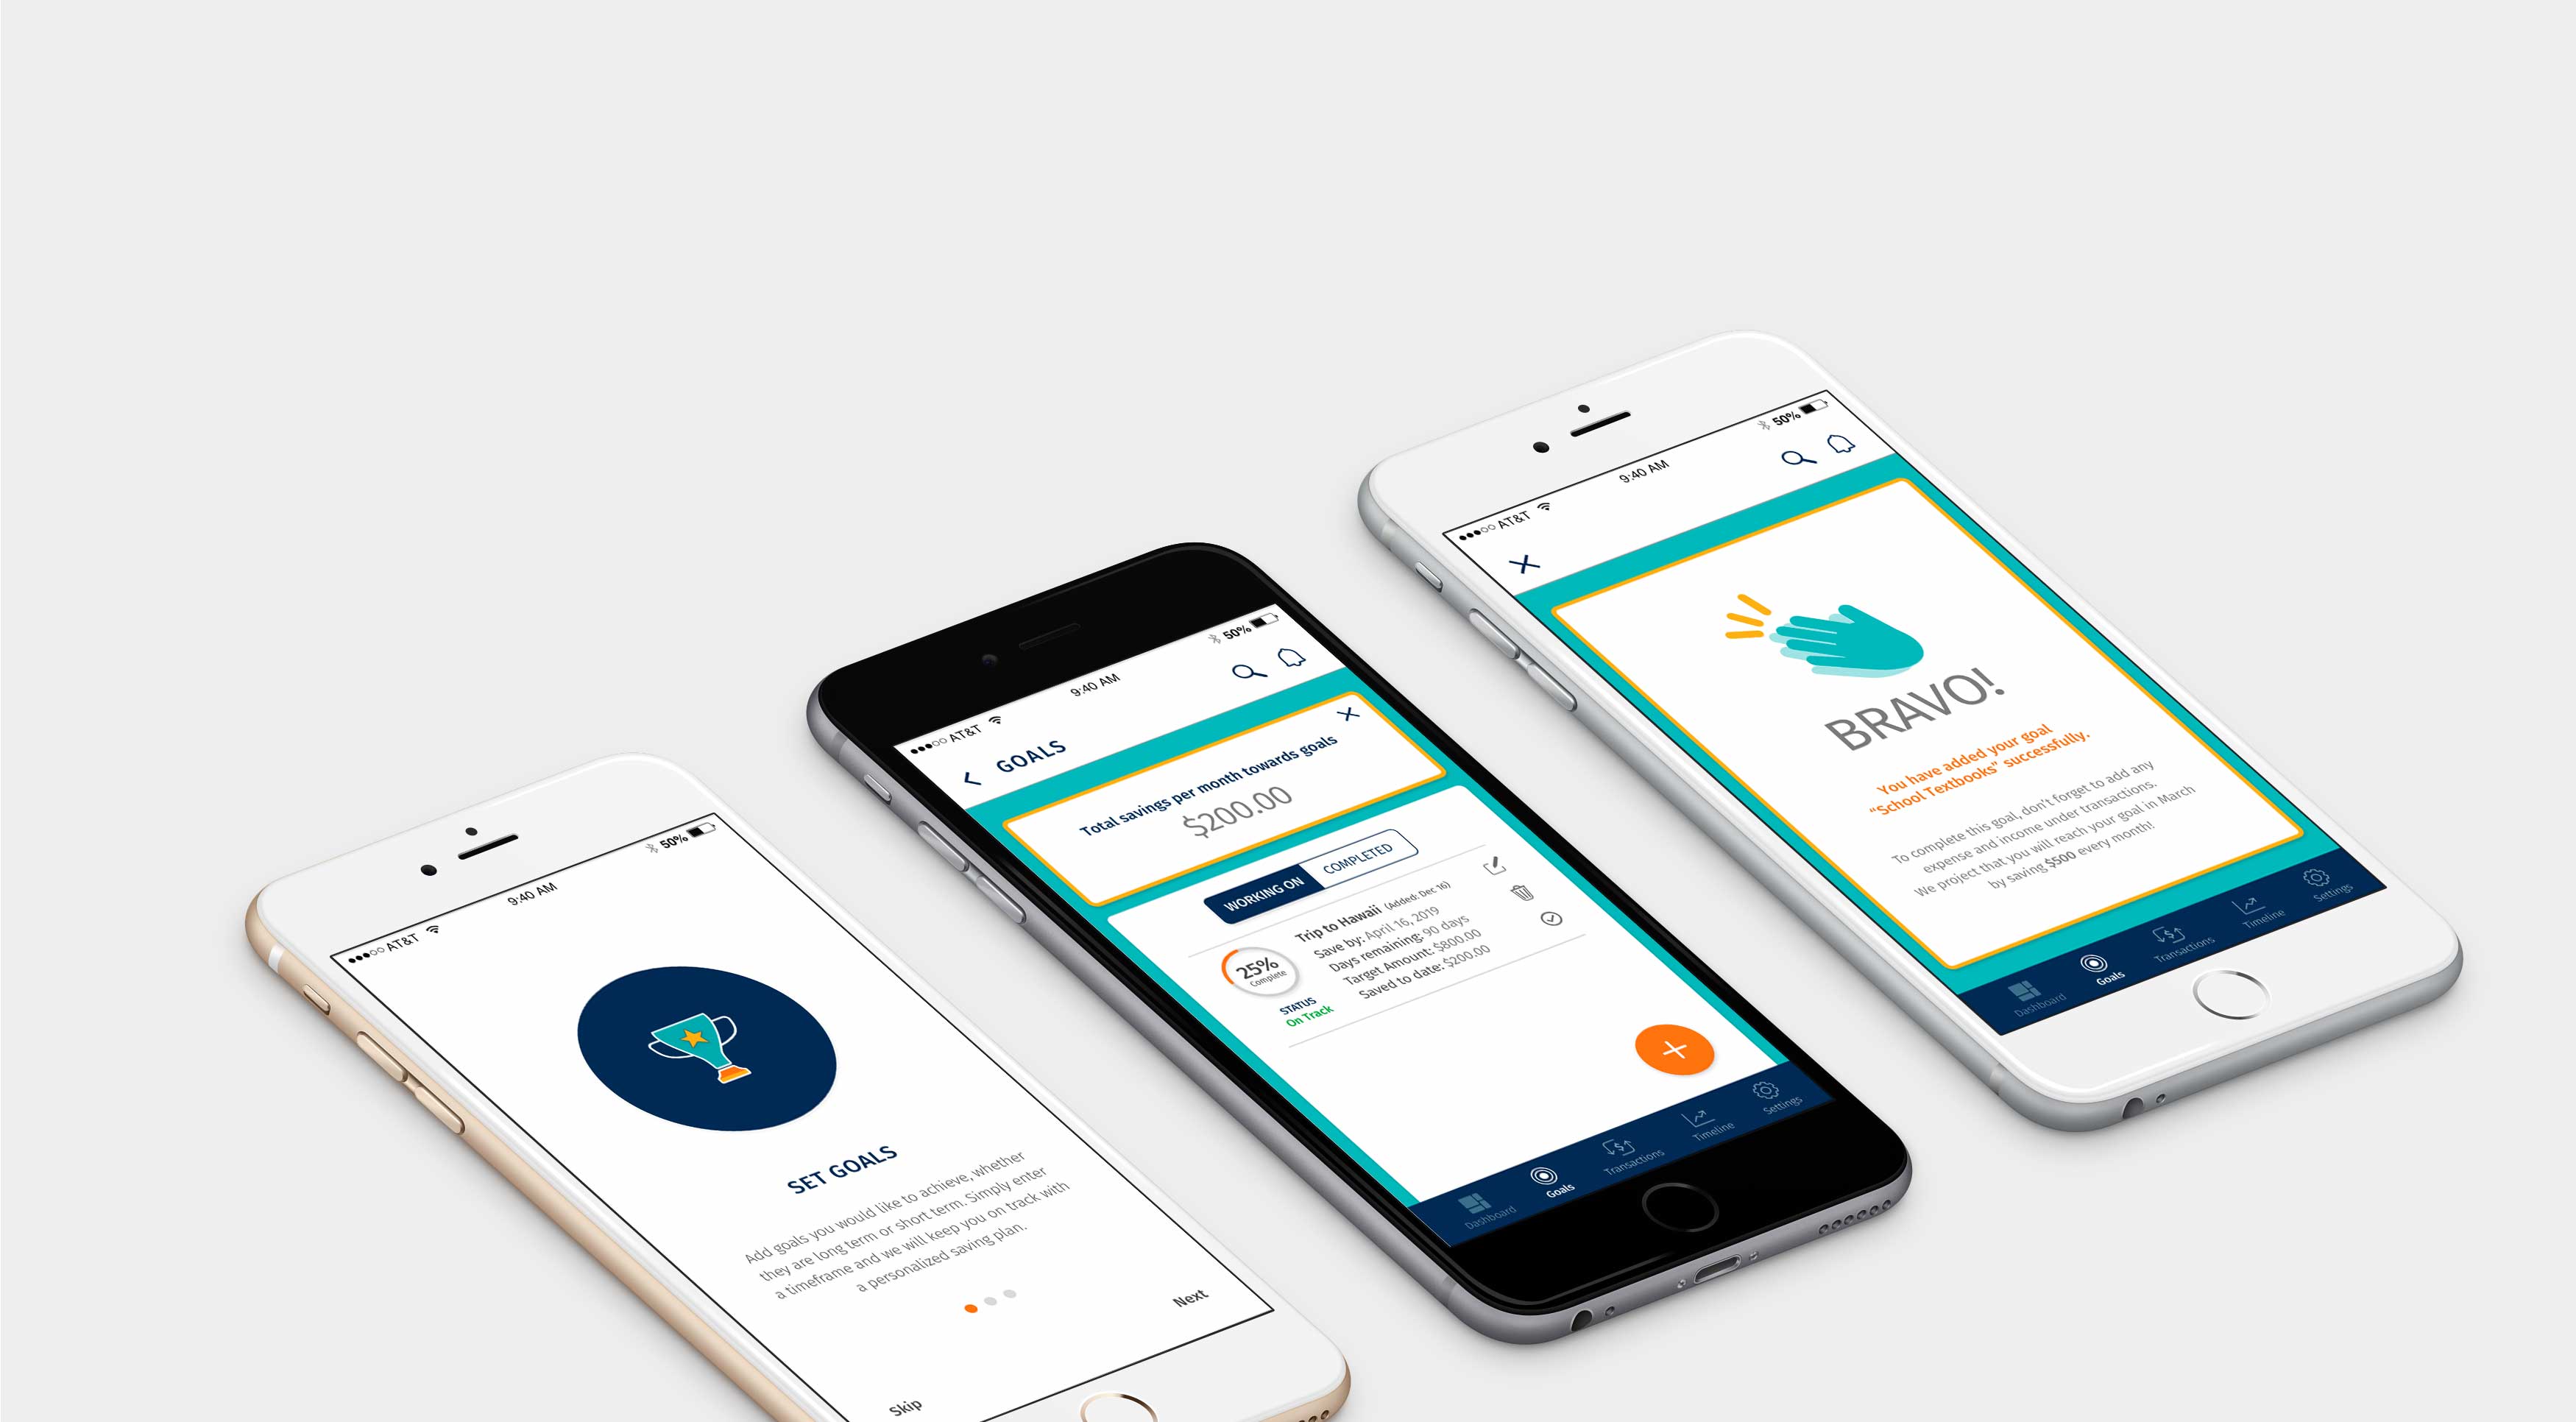 AT&T 9:40 AM 50%
SET GOALS
Add goals you would like to achieve, whether
they are long term or short term. Simply enter
a timeframe and we will keep you on track with
a personalized saving plan.
Skip Next
AT&T 9:40 AM 50%
GOALS
Total savings per month towards goals
$200.00
WORKING ON COMPLETED
25%
Complete
STATUS
On Track
Trip to Hawaii (Added: Dec 16)
Save by: April 16, 2019
Days remaining: 90 days
Target Amount: $800.00
Saved to date: $200.00
Dashboard Goals Transactions Timeline Settings
AT&T 9:40 AM 50%
BRAVO!
You have added your goal
“School Textbooks” successfully.
To complete this goal, don't forget to add any
expense and income under transactions.
We project that you will reach your goal in March
by saving $500 every month!
Dashboard Goals Transactions Timeline Settings